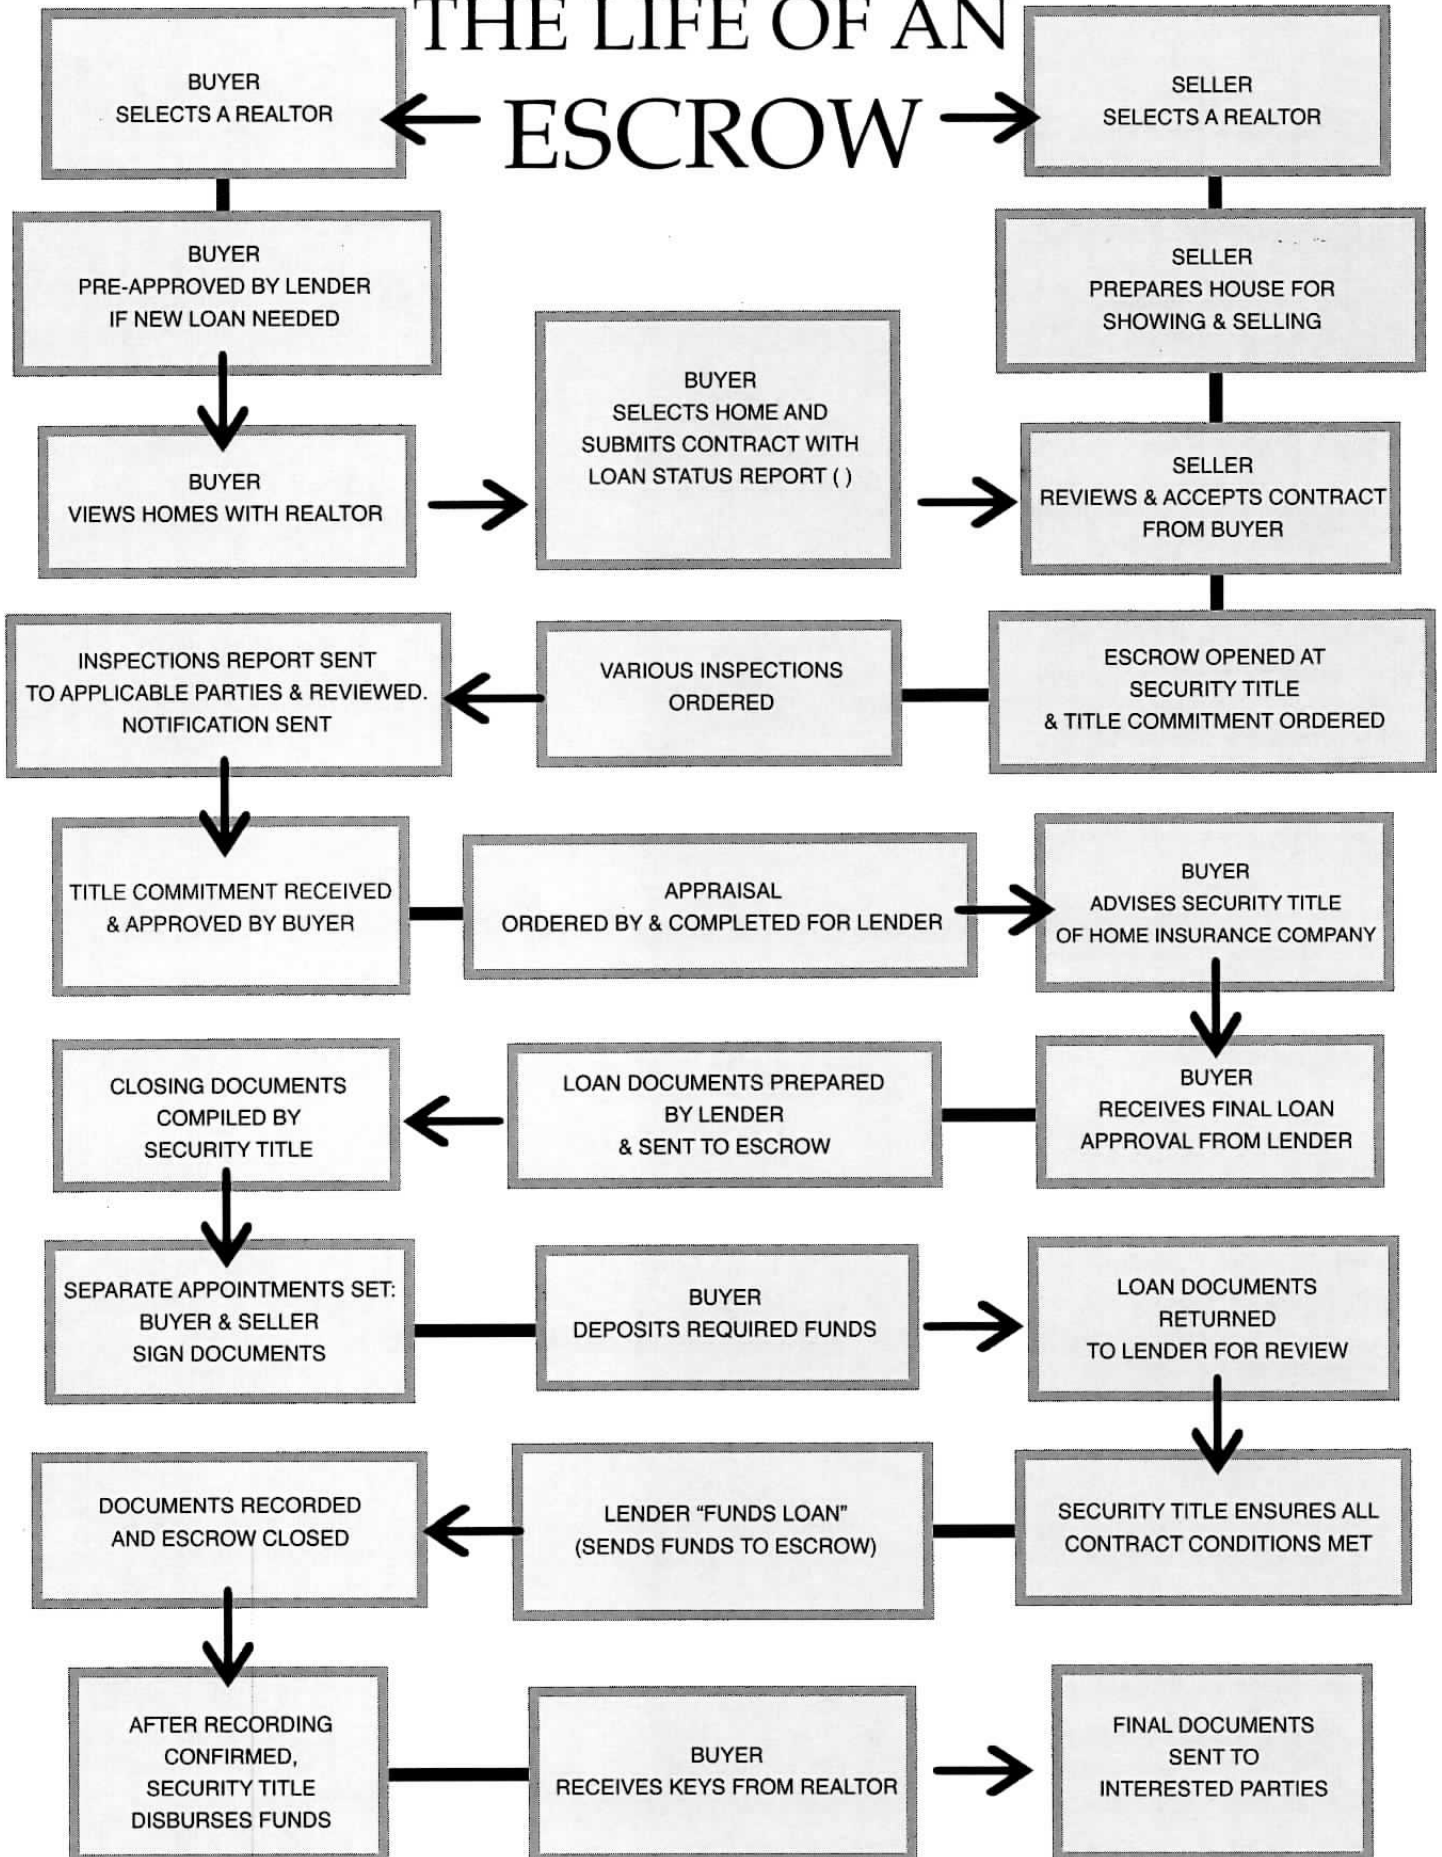 THE LIFE OF AN
ESCROW
BUYER
SELECTS A REALTOR
SELLER
SELECTS A REALTOR
BUYER
PRE-APPROVED BY LENDER
IF NEW LOAN NEEDED
SELLER
PREPARES HOUSE FOR
SHOWING & SELLING
BUYER
VIEWS HOMES WITH REALTOR
BUYER
SELECTS HOME AND
SUBMITS CONTRACT WITH
LOAN STATUS REPORT ( )
SELLER
REVIEWS & ACCEPTS CONTRACT
FROM BUYER
ESCROW OPENED AT
SECURITY TITLE
& TITLE COMMITMENT ORDERED
VARIOUS INSPECTIONS
ORDERED
INSPECTIONS REPORT SENT
TO APPLICABLE PARTIES & REVIEWED.
NOTIFICATION SENT
TITLE COMMITMENT RECEIVED
& APPROVED BY BUYER
APPRAISAL
ORDERED BY & COMPLETED FOR LENDER
BUYER
ADVISES SECURITY TITLE
OF HOME INSURANCE COMPANY
BUYER
RECEIVES FINAL LOAN
APPROVAL FROM LENDER
LOAN DOCUMENTS PREPARED
BY LENDER
& SENT TO ESCROW
CLOSING DOCUMENTS
COMPILED BY
SECURITY TITLE
SEPARATE APPOINTMENTS SET:
BUYER & SELLER
SIGN DOCUMENTS
BUYER
DEPOSITS REQUIRED FUNDS
LOAN DOCUMENTS
RETURNED
TO LENDER FOR REVIEW
SECURITY TITLE ENSURES ALL
CONTRACT CONDITIONS MET
LENDER “FUNDS LOAN”
(SENDS FUNDS TO ESCROW)
DOCUMENTS RECORDED
AND ESCROW CLOSED
AFTER RECORDING
CONFIRMED,
SECURITY TITLE
DISBURSES FUNDS
BUYER
RECEIVES KEYS FROM REALTOR
FINAL DOCUMENTS
SENT TO
INTERESTED PARTIES